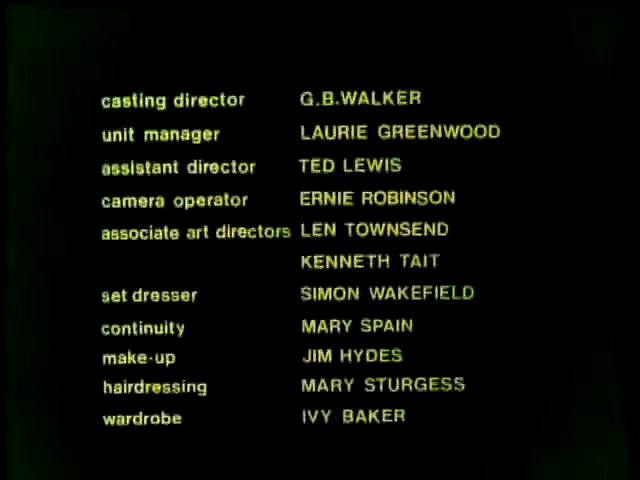 casting director G.B.WALKER
unit manager LAURIE GREENWOOD
assistant director TED LEWIS
camera operator ERNIE ROBINSON
associate art directors LEN TOWNSEND
KENNETH TAIT
set dresser SIMON WAKEFIELD
continuity MARY SPAIN
make-up JIM HYDES
hairdressing MARY STURGESS
wardrobe IVY BAKER